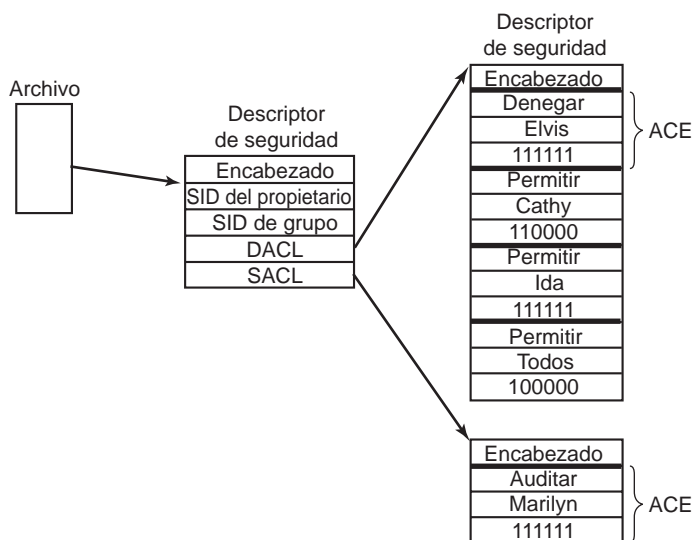 Archivo
Descriptor
de seguridad
Encabezado
SID del propietario
SID de grupo
DACL
SACL
Descriptor
de seguridad
Encabezado
Denegar
Elvis
111111
ACE
Permitir
Cathy
110000
Permitir
Ida
111111
Permitir
Todos
100000
Encabezado
Auditar
Marilyn
111111
ACE